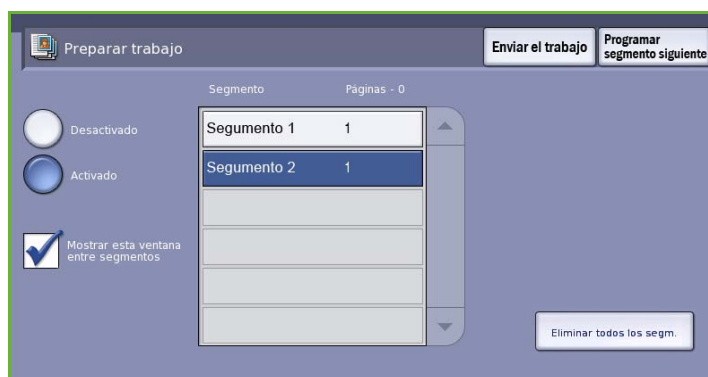 Preparar trabajo
Enviar el trabajo
Programar
segmento siguiente
Segmento Páginas - 0
Desactivado
Activado
Mostrar esta ventana
entre segmentos
Segumento 1 1
Segumento 2 1
Eliminar todos los segm.